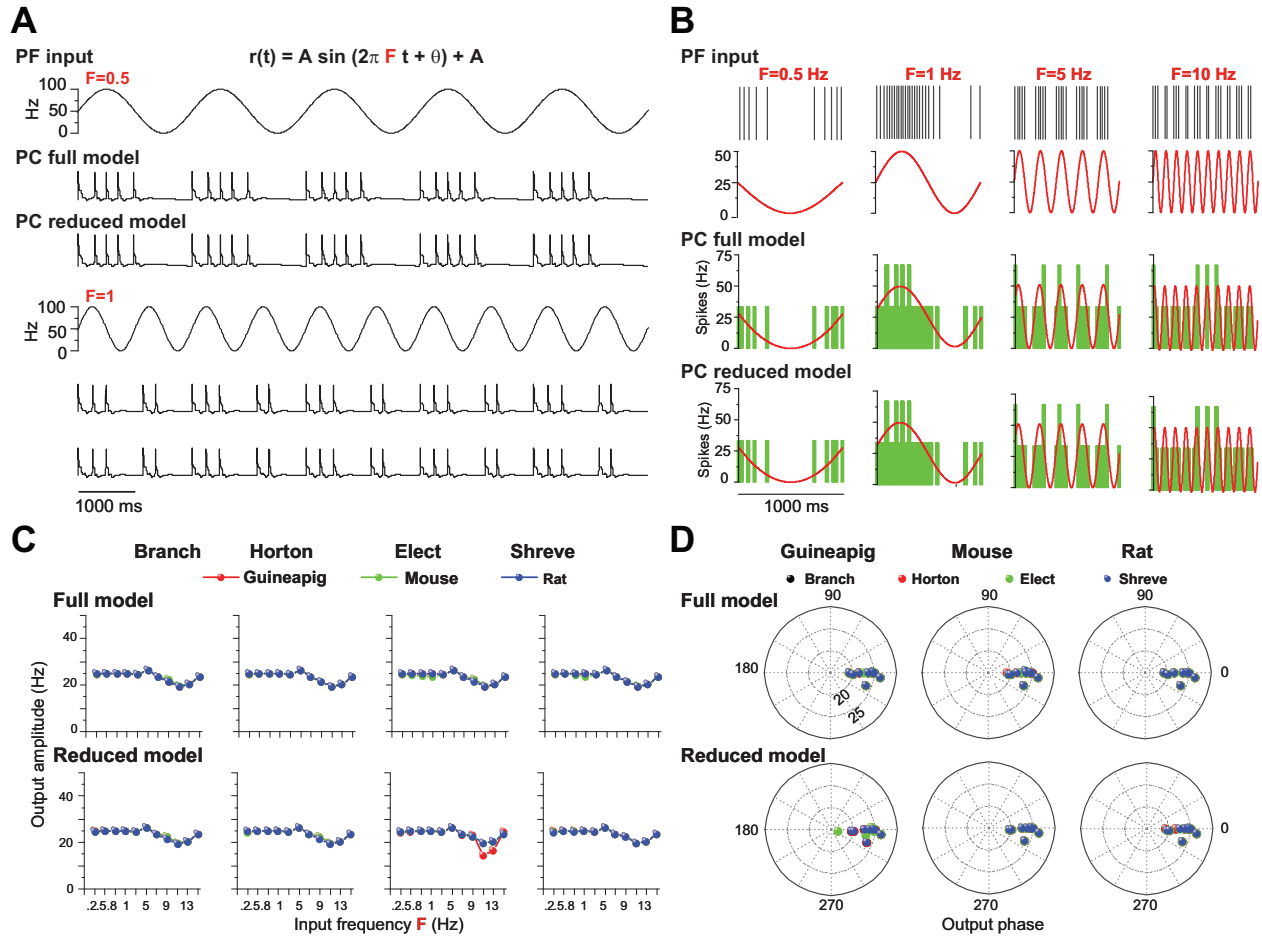 A
PF input
r(t) = A sin (2π F t + θ) + A
F=0.5
100
50
0
Hz
PC full model
PC reduced model
F=1
100
50
0
Hz
1000 ms
B
PF input
F=0.5 Hz F=1 Hz F=5 Hz F=10 Hz
50
25
0
PC full model
75
50
25
0
Spikes (Hz)
PC reduced model
75
50
25
0
Spikes (Hz)
1000 ms
C
Branch Horton Elect Shreve
Guineapig Mouse Rat
Full model
40
20
0
Reduced model
40
20
0
Output amplitude (Hz)
.2.5.8 1 5 9 13 .2.5.8 1 5 9 13 .2.5.8 1 5 9 13 .2.5.8 1 5 9 13
Input frequency F (Hz)
D
Guineapig Mouse Rat
Branch Horton Elect Shreve
Full model
90 90 90
180 0
20
25
Reduced model
180 0
270 270 270
Output phase